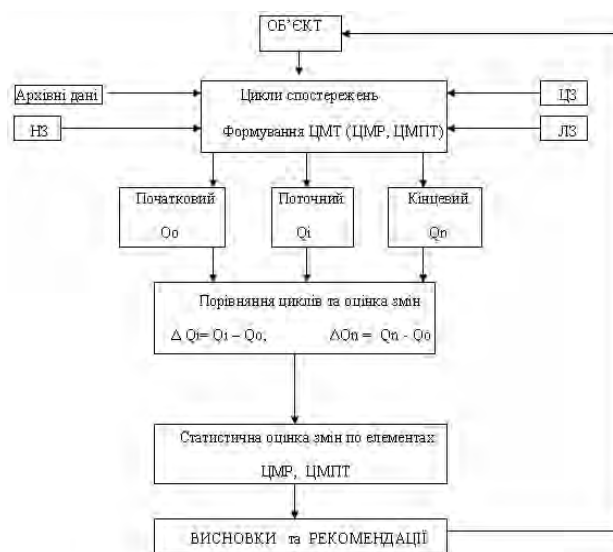 ОБ’ЄКТ
Архівні дані
НЗ
Цикли спостережень
Формування ЦМТ (ЦМР, ЦМПТ)
ЦЗ
ЛЗ
Початковий
Qo
Поточний
Qi
Кінцевий
Qn
Порівняння циклів та оцінка змін
Δ Qi= Qi – Qo, ΔQn = Qn - Qo
Статистична оцінка змін по елементах
ЦМР, ЦМПТ
ВИСНОВКИ та РЕКОМЕНДАЦІЇ